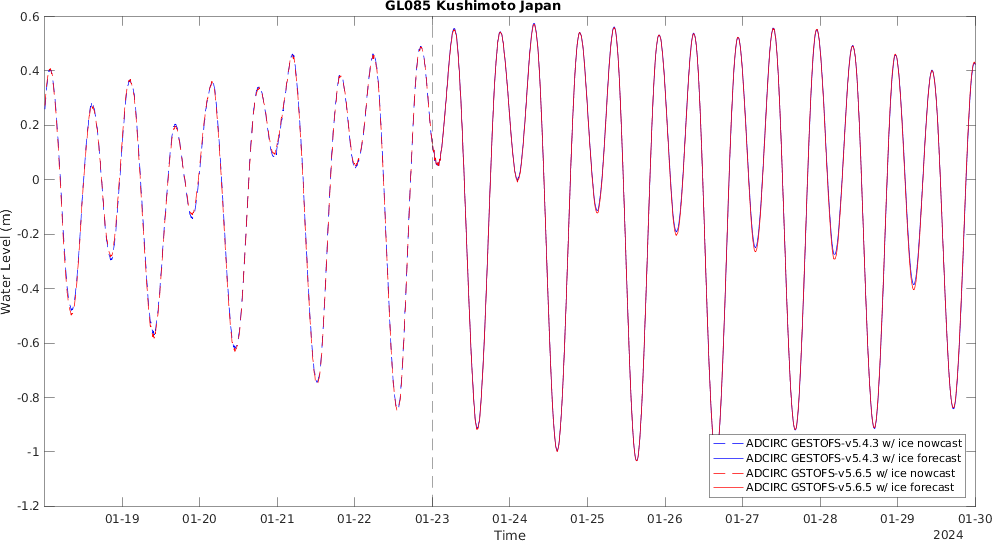 GL085 Kushimoto Japan
0.6
0.4
0.2
0
-0.2
-0.4
-0.6
-0.8
-1
-1.2
Water Level (m)
01-19 01-20 01-21 01-22 01-23 01-24 01-25 01-26 01-27 01-28 01-29 01-30
Time
2024
ADCIRC GESTOFS-v5.4.3 w/ ice nowcast
ADCIRC GESTOFS-v5.4.3 w/ ice forecast
ADCIRC GSTOFS-v5.6.5 w/ ice nowcast
ADCIRC GSTOFS-v5.6.5 w/ ice forecast